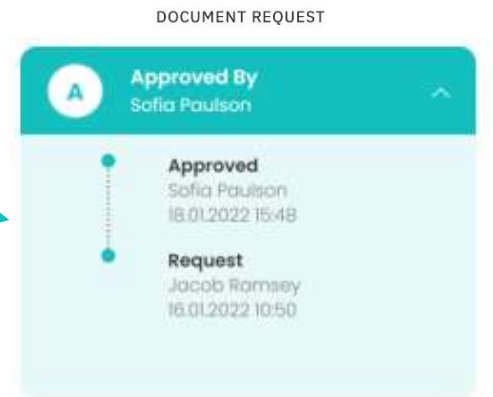 DOCUMENT REQUEST
A
Approved By
Sofia Paulson
Approved
Sofia Paulson
18.01.2022 15:48
Request
Jacob Ramsey
16.01.2022 10:50